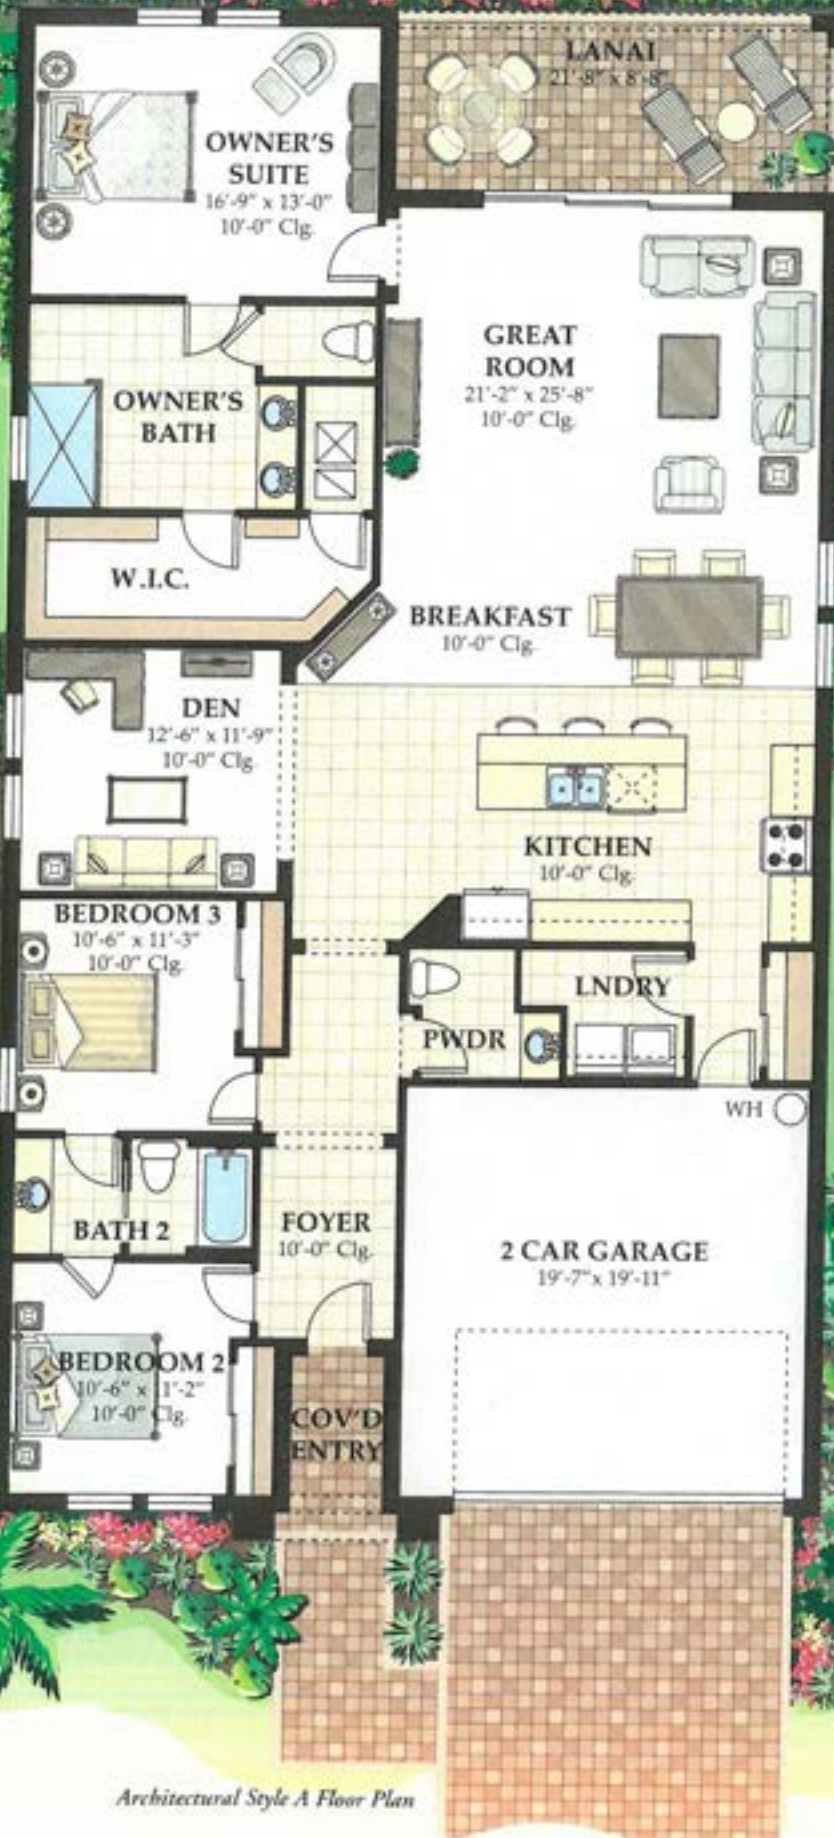 LANAI
21'-8" x 8'-8"
OWNER'S
SUITE
16'-9" x 13'-0"
10'-0" Clg.
GREAT
ROOM
21'-2" x 25'-8"
10'-0" Clg.
OWNER'S
BATH
W.I.C.
BREAKFAST
10'-0" Clg.
DEN
12'-6" x 11'-9"
10'-0" Clg.
KITCHEN
10'-0" Clg.
BEDROOM 3
10'-6" x 11'-3"
10'-0" Clg.
LNDRY
PWDR
WH
BATH 2
FOYER
10'-0" Clg.
2 CAR GARAGE
19'-7" x 19'-11"
BEDROOM 2
10'-6" x 11'-2"
10'-0" Clg.
COV'D
ENTRY
Architectural Style A Floor Plan